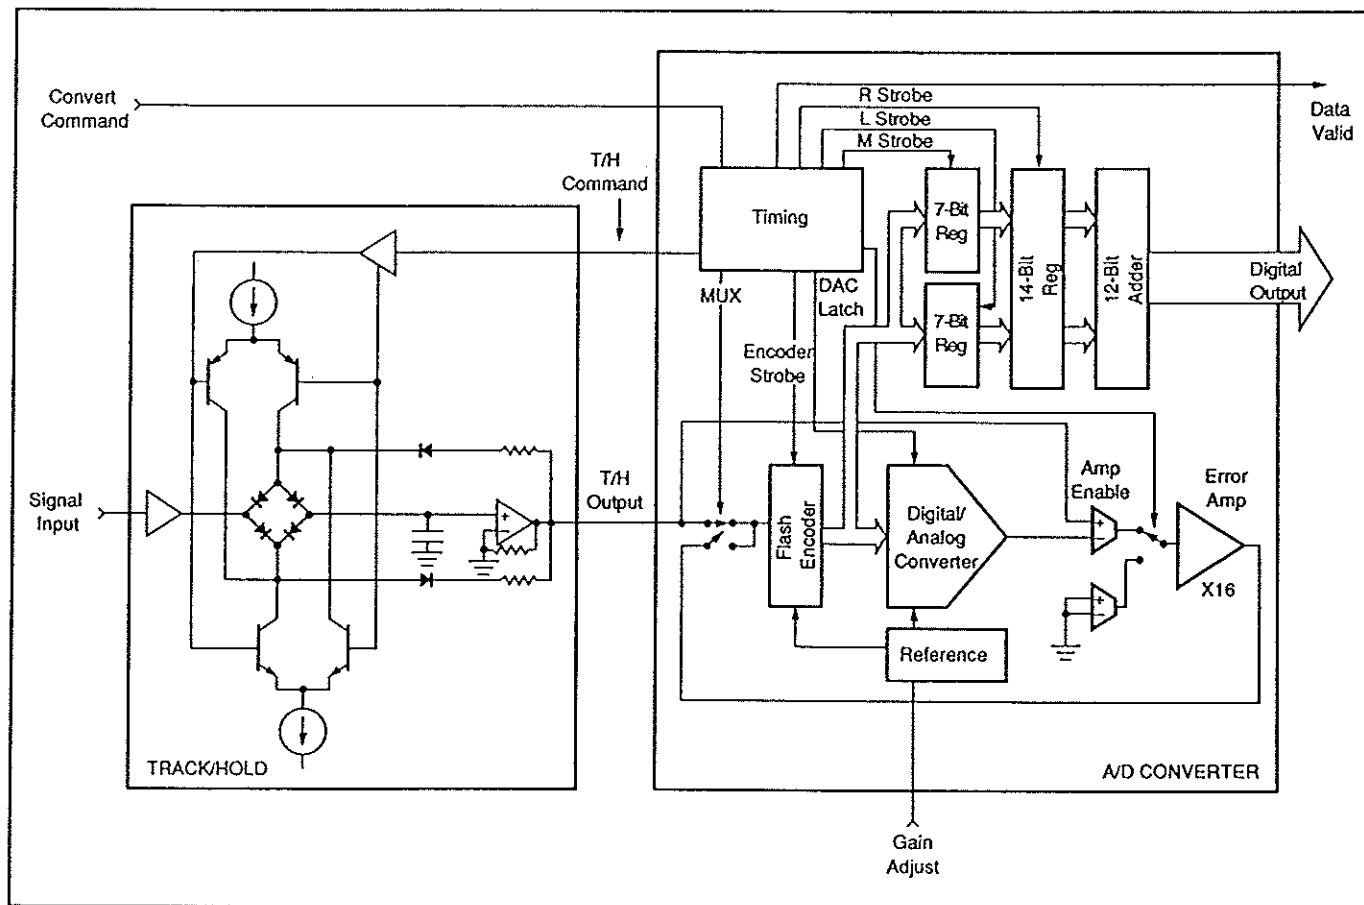 Convert
Command
R Strobe
L Strobe
M Strobe
Data
Valid
T/H
Command
Timing
7-Bit
Reg
7-Bit
Reg
14-Bit
Reg
12-Bit
Adder
Digital
Output
MUX
DAC
Latch
Encoder
Strobe
Signal
Input
T/H
Output
Flash
Encoder
Digital/
Analog
Converter
Amp
Enable
Error
Amp
+
−
+
−
+
−
X16
Reference
TRACK/HOLD
A/D CONVERTER
Gain
Adjust